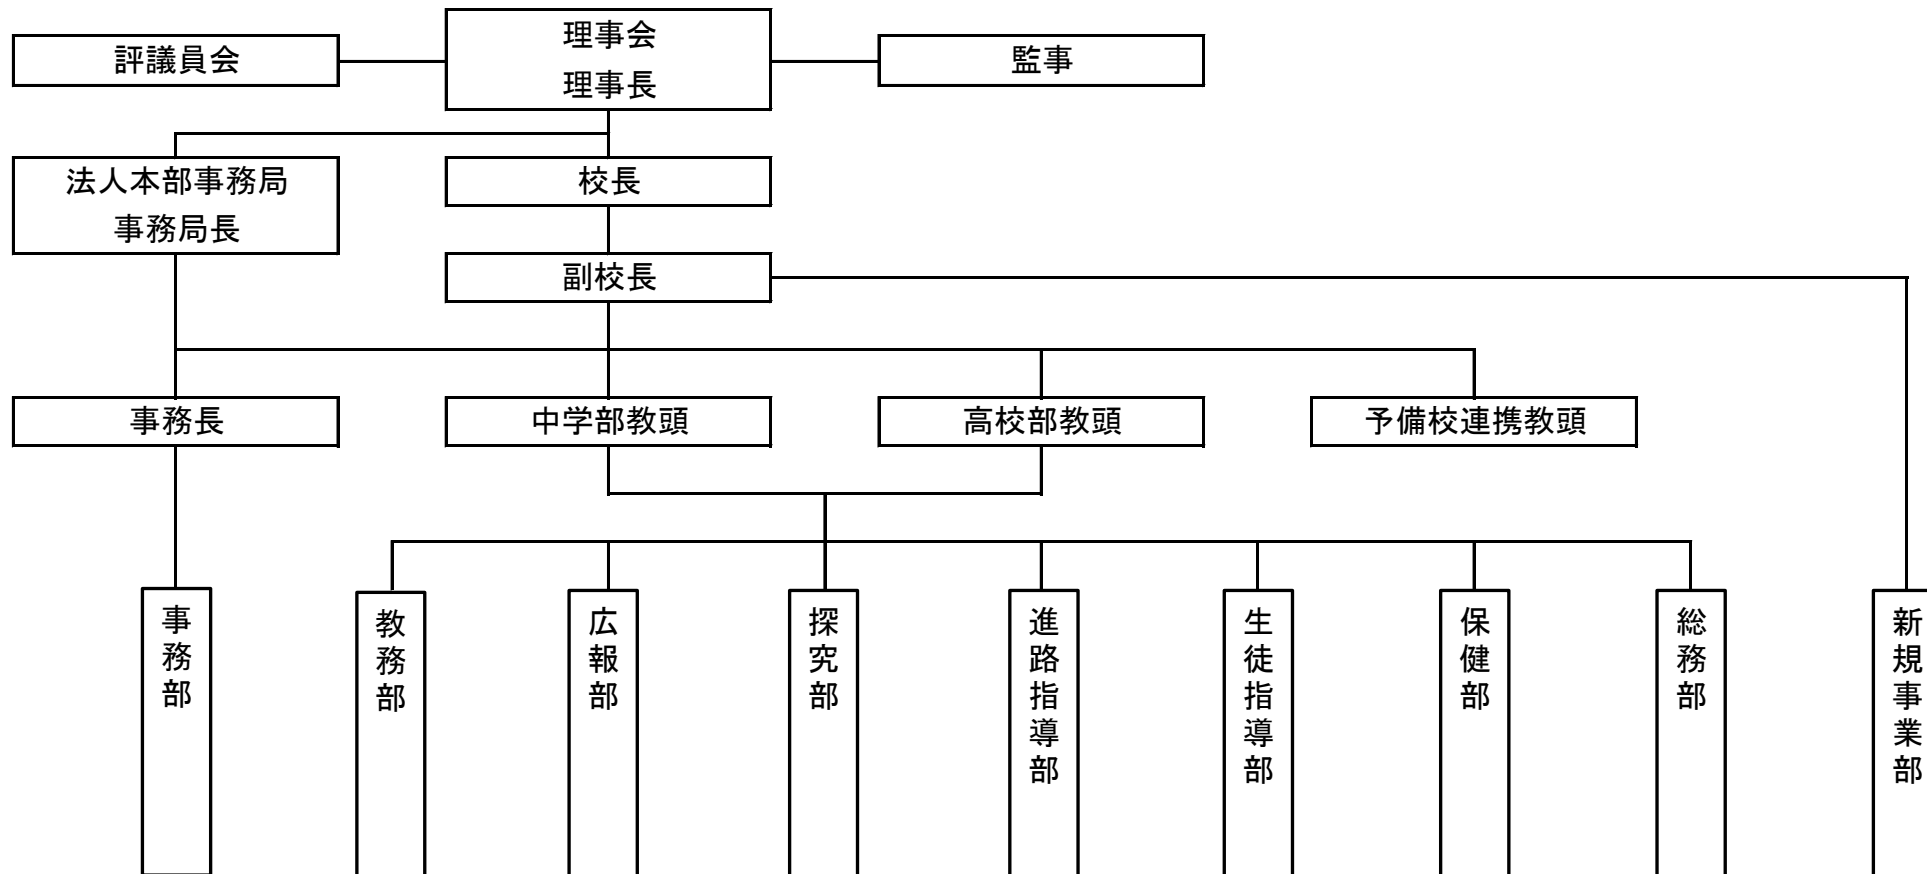 評議員会
理事会
理事長
監事
法人本部事務局
事務局長
校長
副校長
事務長
中学部教頭
高校部教頭
予備校連携教頭
事務部
教務部
広報部
探究部
進路指導部
生徒指導部
保健部
総務部
新規事業部